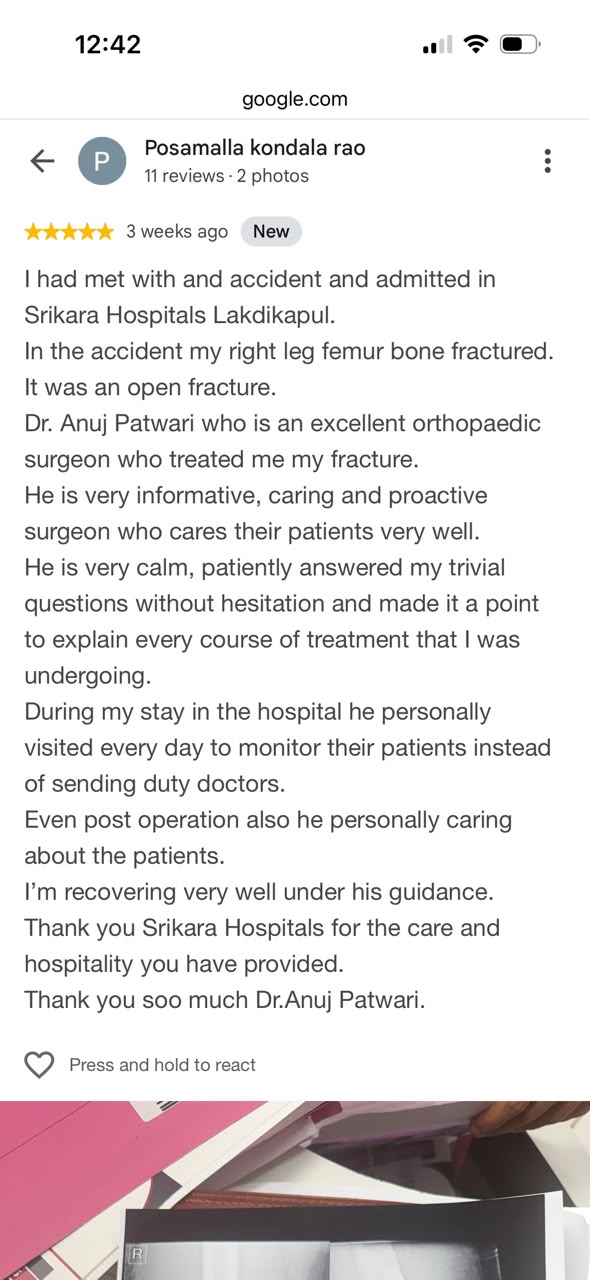 12:42
google.com
P
Posamalla kondala rao
11 reviews · 2 photos
3 weeks ago New
I had met with and accident and admitted in
Srikara Hospitals Lakdikapul.
In the accident my right leg femur bone fractured.
It was an open fracture.
Dr. Anuj Patwari who is an excellent orthopaedic
surgeon who treated me my fracture.
He is very informative, caring and proactive
surgeon who cares their patients very well.
He is very calm, patiently answered my trivial
questions without hesitation and made it a point
to explain every course of treatment that I was
undergoing.
During my stay in the hospital he personally
visited every day to monitor their patients instead
of sending duty doctors.
Even post operation also he personally caring
about the patients.
I’m recovering very well under his guidance.
Thank you Srikara Hospitals for the care and
hospitality you have provided.
Thank you soo much Dr.Anuj Patwari.
Press and hold to react
R